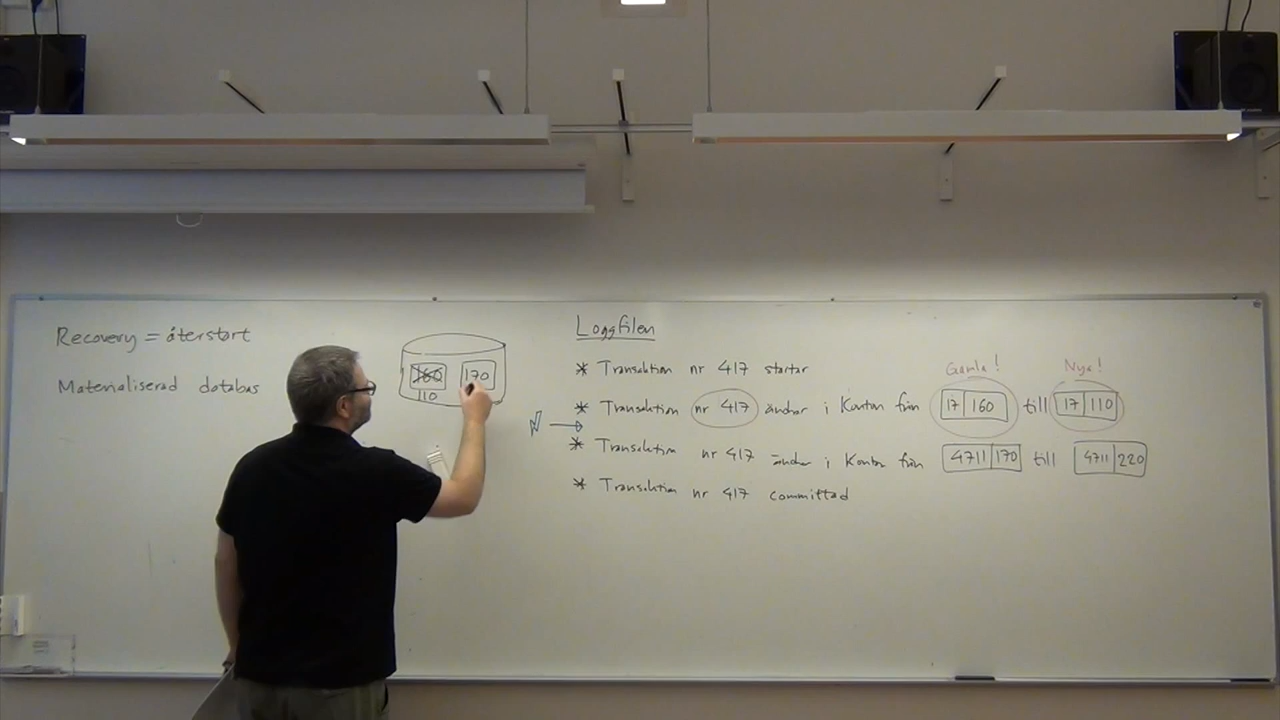 Recovery = återstart
Materialiserad databas
160 170
110
Loggfilen
* Transaktion nr 417 startar
Gamla! Nya!
* Transaktion nr 417 ändrar i Konton från 17 160 till 17 110
* Transaktion nr 417 ändrar i Konton från 4711 170 till 4711 220
* Transaktion nr 417 committad